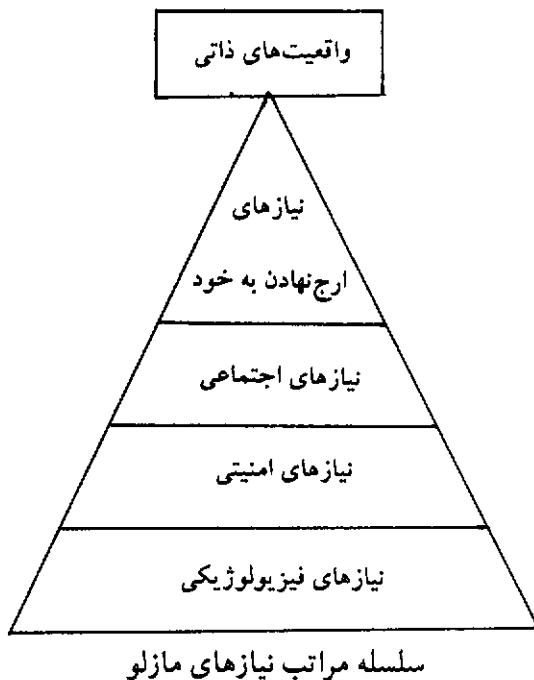 واقعیت‌های ذاتی
نیازهای
ارج‌نهادن به خود
نیازهای اجتماعی
نیازهای امنیتی
نیازهای فیزیولوژیکی
سلسله مراتب نیازهای مازلو